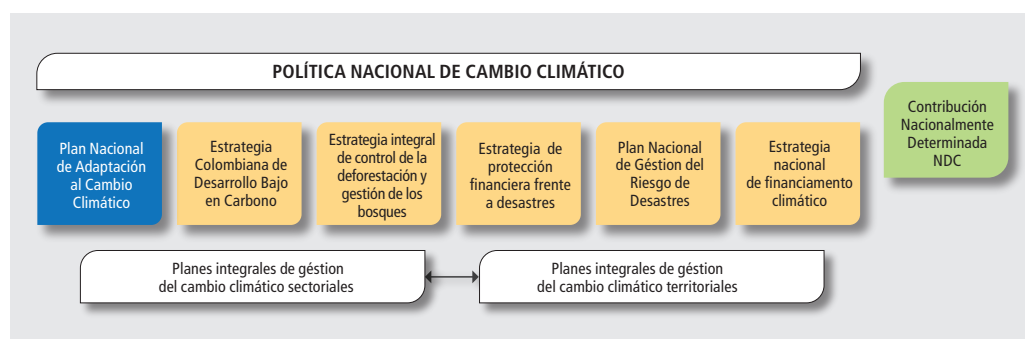 POLÍTICA NACIONAL DE CAMBIO CLIMÁTICO
Plan Nacional
de Adaptación
al Cambio
Climático
Estrategia
Colombiana de
Desarrollo Bajo
en Carbono
Estrategia integral
de control de la
deforestación y
gestión de los
bosques
Estrategia de
protección
financiera frente
a desastres
Plan Nacional
de Géstion del
Riesgo de
Desastres
Estrategia
nacional
de financiamento
climático
Contribución
Nacionalmente
Determinada
NDC
Planes integrales de géstion
del cambio climático sectoriales
Planes integrales de géstion
del cambio climático territoriales